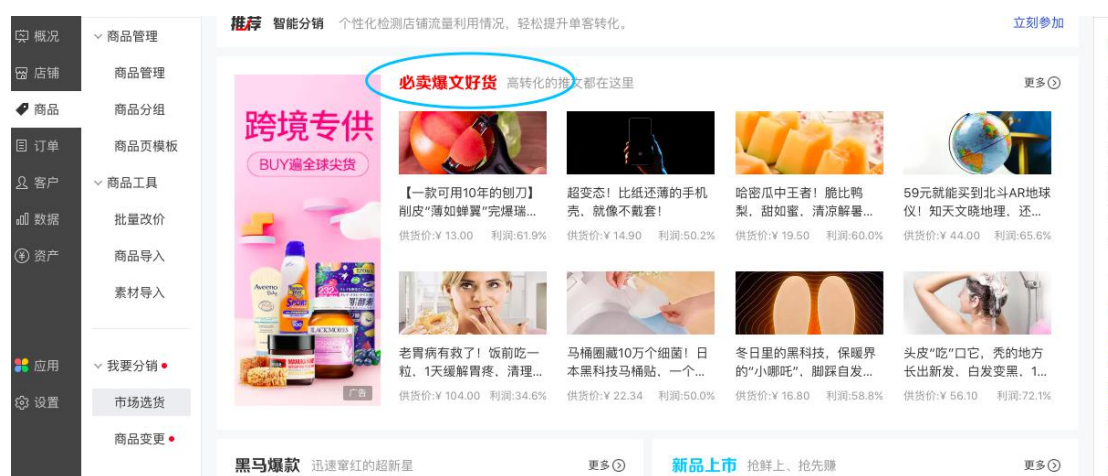 推荐 智能分销 个性化检测店铺流量利用情况，轻松提升单客转化。 立刻参加
概况
店铺
商品
订单
客户
数据
资产
应用
设置
商品管理
商品管理
商品分组
商品页模板
商品工具
批量改价
商品导入
素材导入
我要分销
市场选货
商品变更
跨境专供
BUY遍全球尖货
Aveeno
Baby
SPORT
BLACKMORES
MANUKA HONEY
广告
必卖爆文好货 高转化的推文都在这里 更多
【一款可用10年的刨刀】
削皮“薄如蝉翼”完爆瑞...
供货价:¥ 13.00 利润:61.9%
超变态！比纸还薄的手机
壳、就像不戴套！
供货价:¥ 14.90 利润:50.2%
哈密瓜中王者！脆比鸭
梨，甜如蜜，清凉解暑...
供货价:¥ 19.50 利润:60.0%
59元就能买到北斗AR地球
仪！知天文晓地理、还...
供货价:¥ 44.00 利润:65.6%
老胃病有救了！饭前吃一
粒、1天缓解胃疼、清理...
供货价:¥ 104.00 利润:34.6%
马桶圈藏10万个细菌！日
本黑科技马桶贴、一个...
供货价:¥ 22.34 利润:50.0%
冬日里的黑科技，保暖界
的“小哪吒”、脚踩自发...
供货价:¥ 16.80 利润:58.8%
头皮“吃”口它，秃的地方
长出新发、白发变黑、1...
供货价:¥ 56.10 利润:72.1%
黑马爆款 迅速窜红的超新星 更多
新品上市 抢鲜上、抢先赚 更多